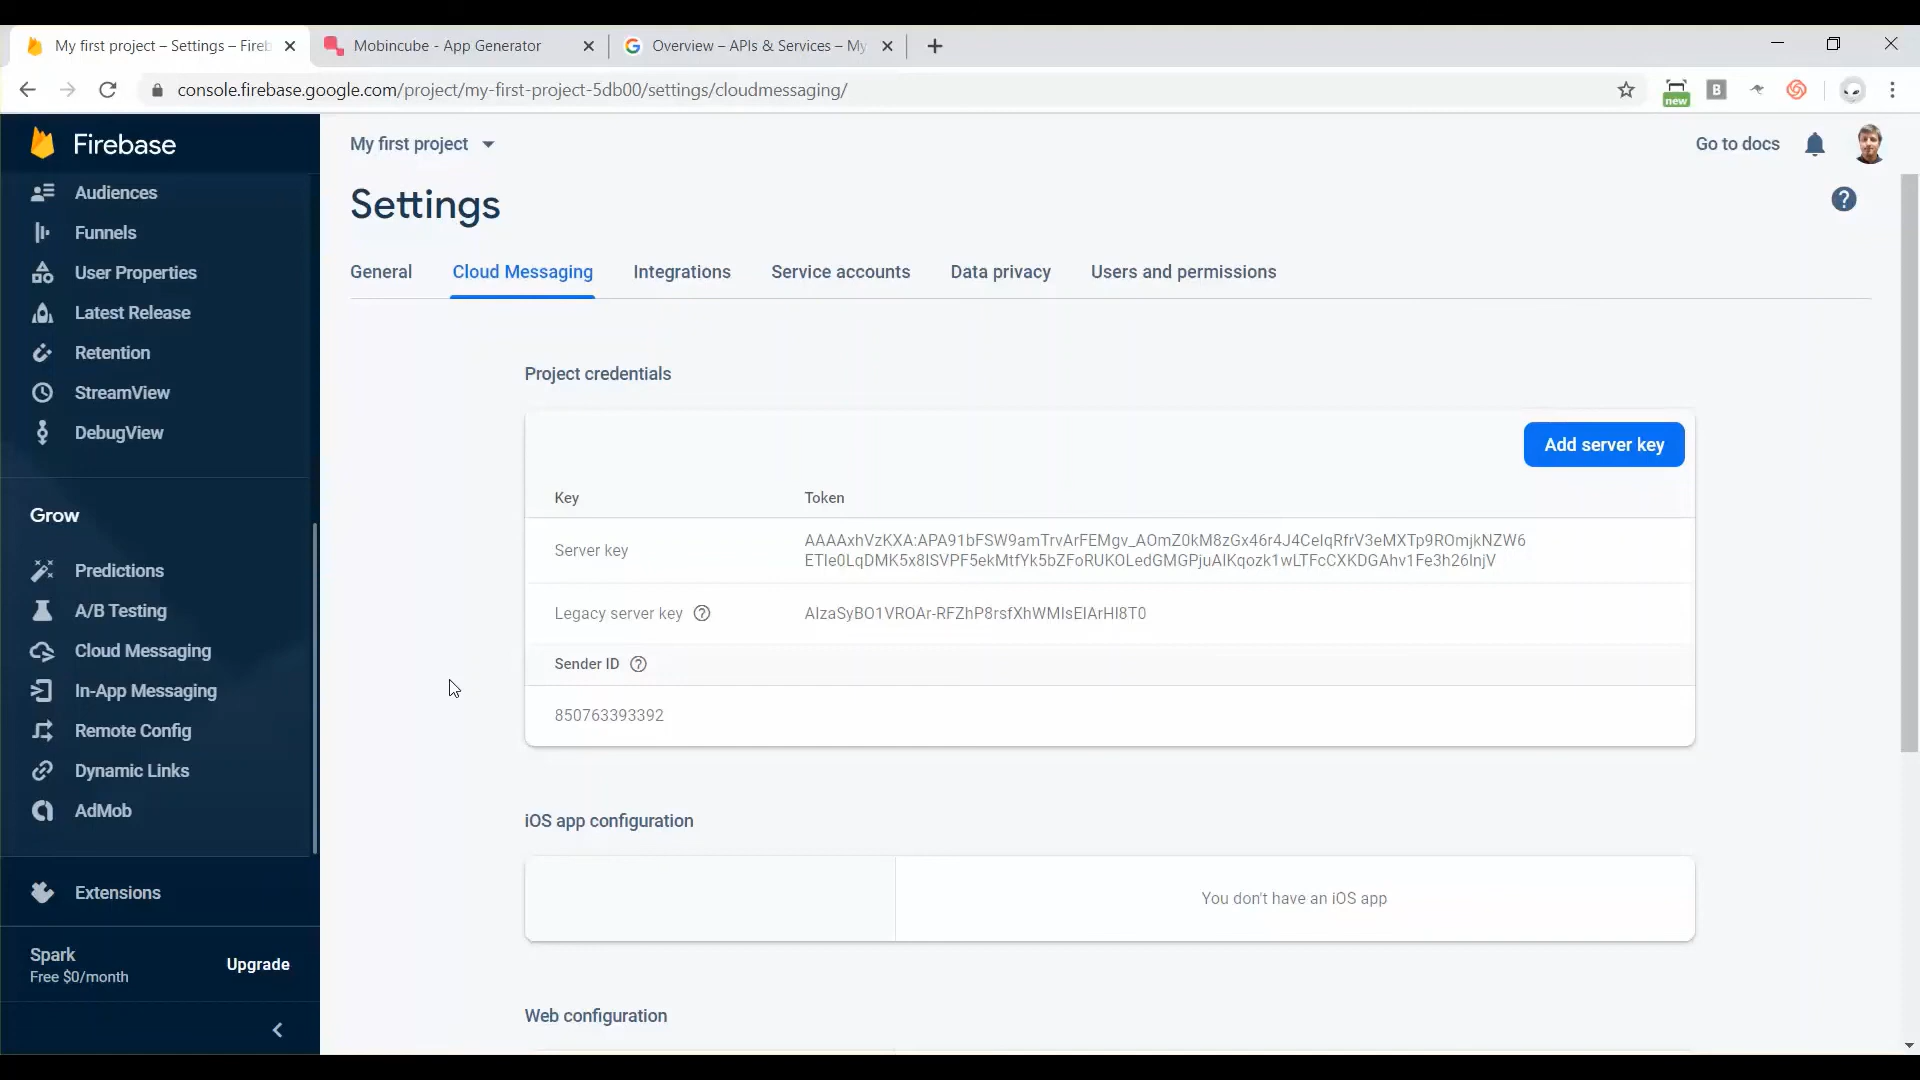 My first project – Settings – Fireb
Mobincube - App Generator
Overview – APIs & Services – My
console.firebase.google.com/project/my-first-project-5db00/settings/cloudmessaging/
new
B
Firebase
My first project
Go to docs
Settings
General
Cloud Messaging
Integrations
Service accounts
Data privacy
Users and permissions
Audiences
Funnels
User Properties
Latest Release
Retention
StreamView
DebugView
Grow
Predictions
A/B Testing
Cloud Messaging
In-App Messaging
Remote Config
Dynamic Links
AdMob
Extensions
Spark
Free $0/month
Upgrade
Project credentials
Add server key
Key
Token
Server key
AAAAxhVzKXA:APA91bFSW9amTrvArFEMgv_AOmZ0kM8zGx46r4J4CelqRfrV3eMXTp9ROmjkNZW6
ETIe0LqDMK5x8ISVPF5ekMtfYk5bZFoRUKOLedGMGPjuAIKqozk1wLTFcCXKDGAhv1Fe3h26InjV
Legacy server key
AIzaSyBO1VROAr-RFZhP8rsfXhWMIsEIArHI8T0
Sender ID
850763393392
iOS app configuration
You don't have an iOS app
Web configuration